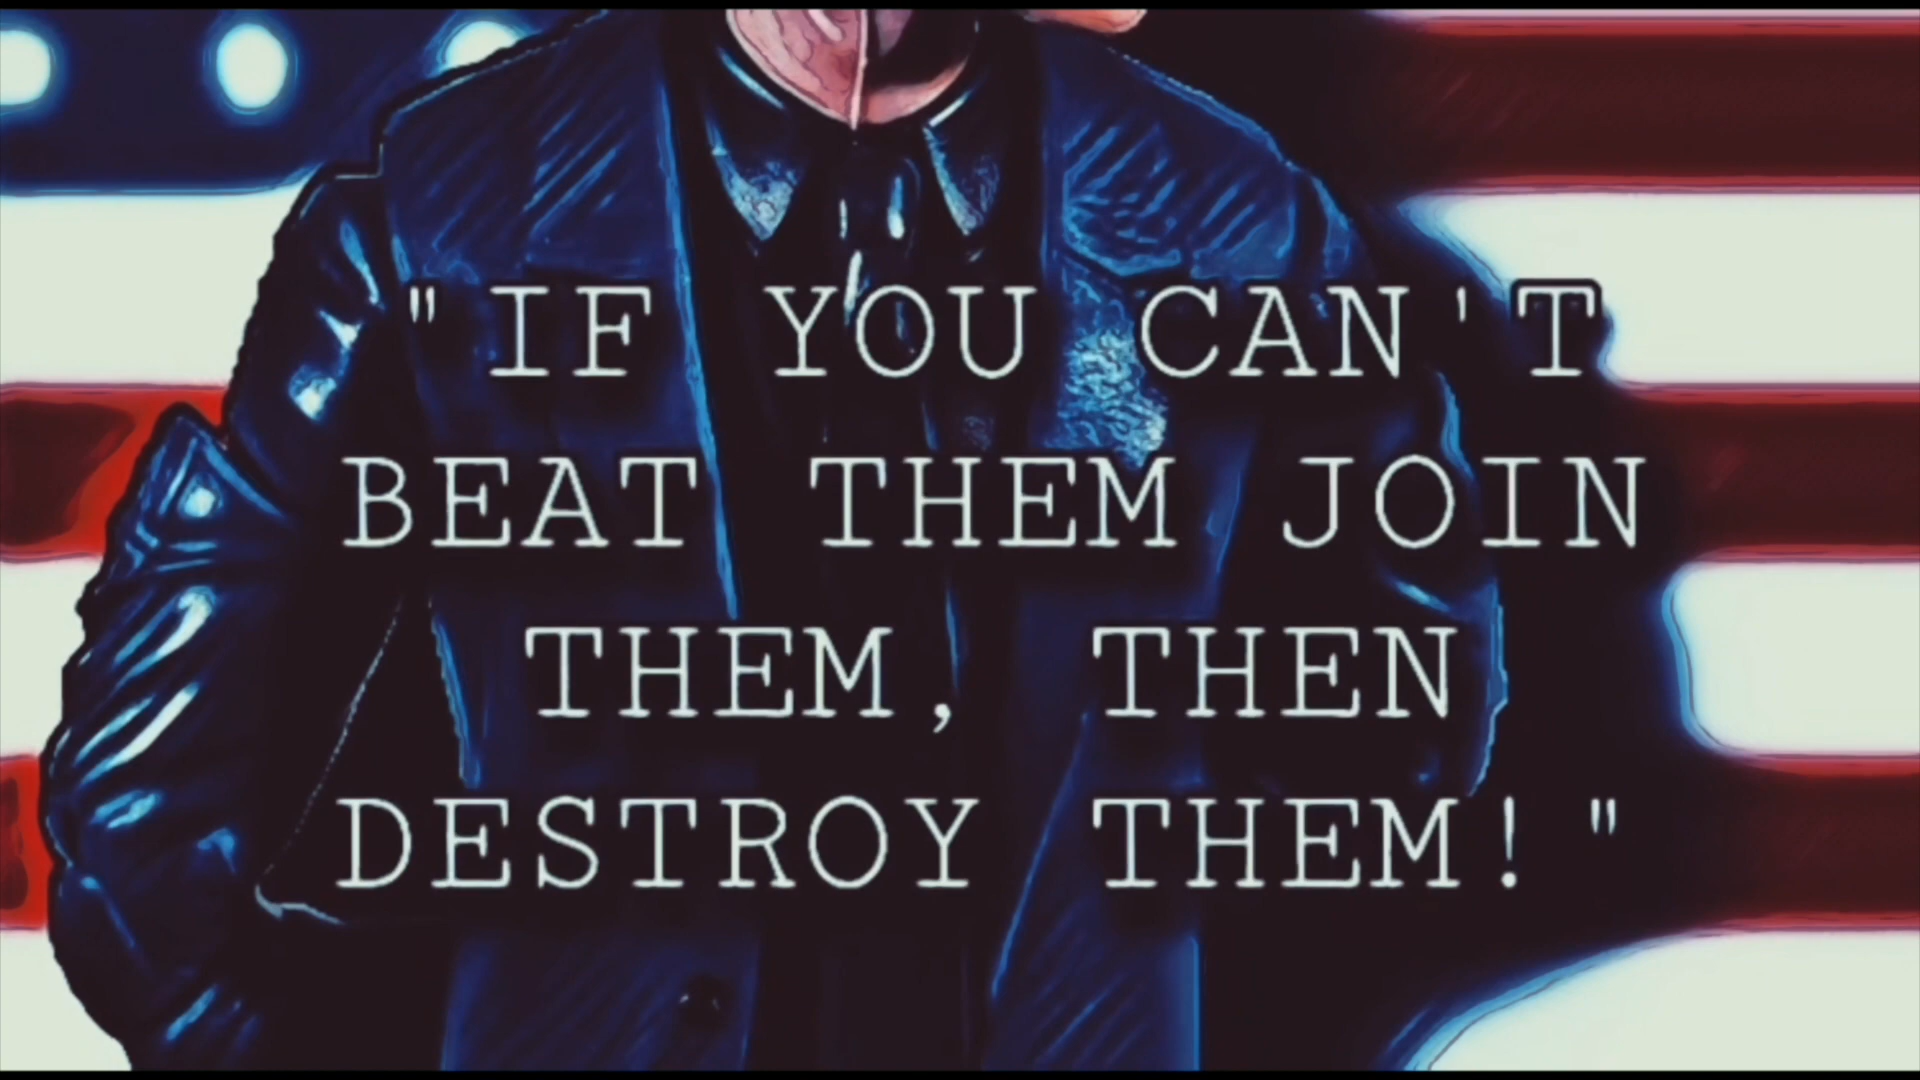 "IF YOU CAN'T
BEAT THEM JOIN
THEM, THEN
DESTROY THEM!"